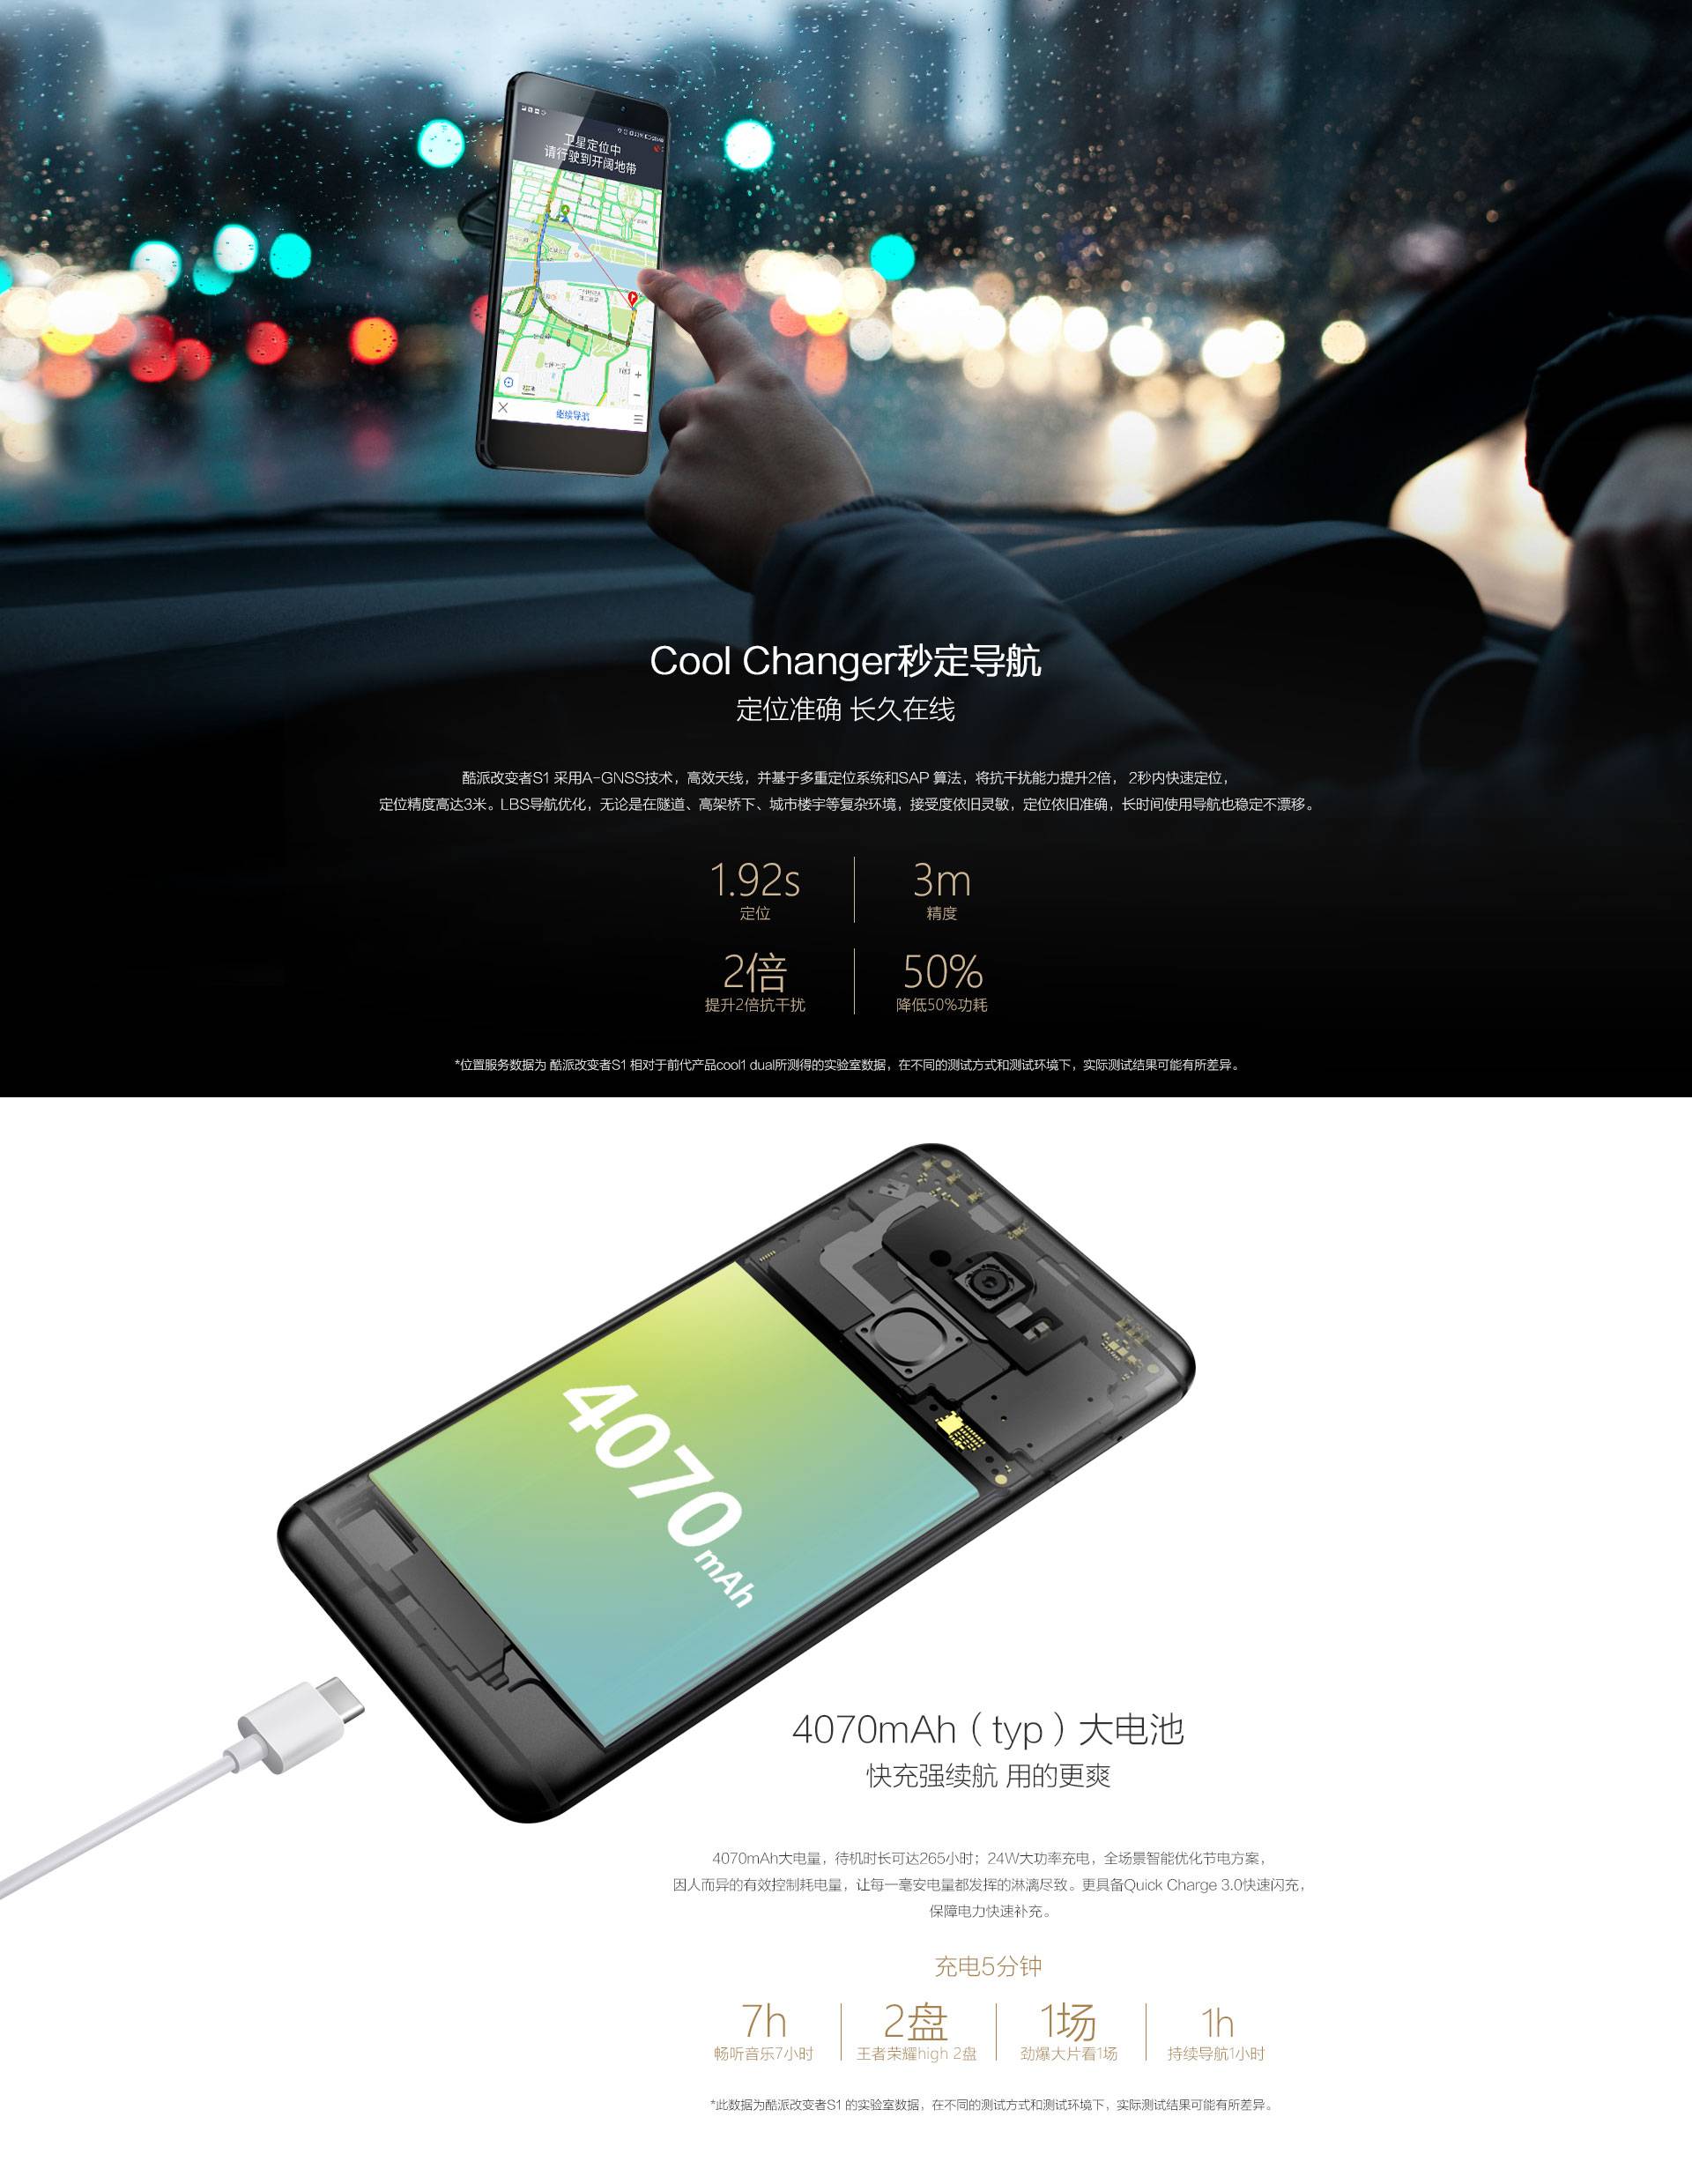 卫星定位中
请行驶到开阔地带
继续导航
Cool Changer秒定导航
定位准确 长久在线
酷派改变者S1 采用A-GNSS技术，高效天线，并基于多重定位系统和SAP 算法，将抗干扰能力提升2倍， 2秒内快速定位，
定位精度高达3米。LBS导航优化，无论是在隧道、高架桥下、城市楼宇等复杂环境，接受度依旧灵敏，定位依旧准确，长时间使用导航也稳定不漂移。
1.92s
定位
3m
精度
2倍
提升2倍抗干扰
50%
降低50%功耗
*位置服务数据为 酷派改变者S1 相对于前代产品cool1 dual所测得的实验室数据，在不同的测试方式和测试环境下，实际测试结果可能有所差异。
4070mAh
4070mAh（typ）大电池
快充强续航 用的更爽
4070mAh大电量，待机时长可达265小时；24W大功率充电，全场景智能优化节电方案，
因人而异的有效控制耗电量，让每一毫安电量都发挥的淋漓尽致。更具备Quick Charge 3.0快速闪充，
保障电力快速补充。
充电5分钟
7h
畅听音乐7小时
2盘
王者荣耀high 2盘
1场
劲爆大片看1场
1h
持续导航1小时
*此数据为酷派改变者S1 的实验室数据，在不同的测试方式和测试环境下，实际测试结果可能有所差异。